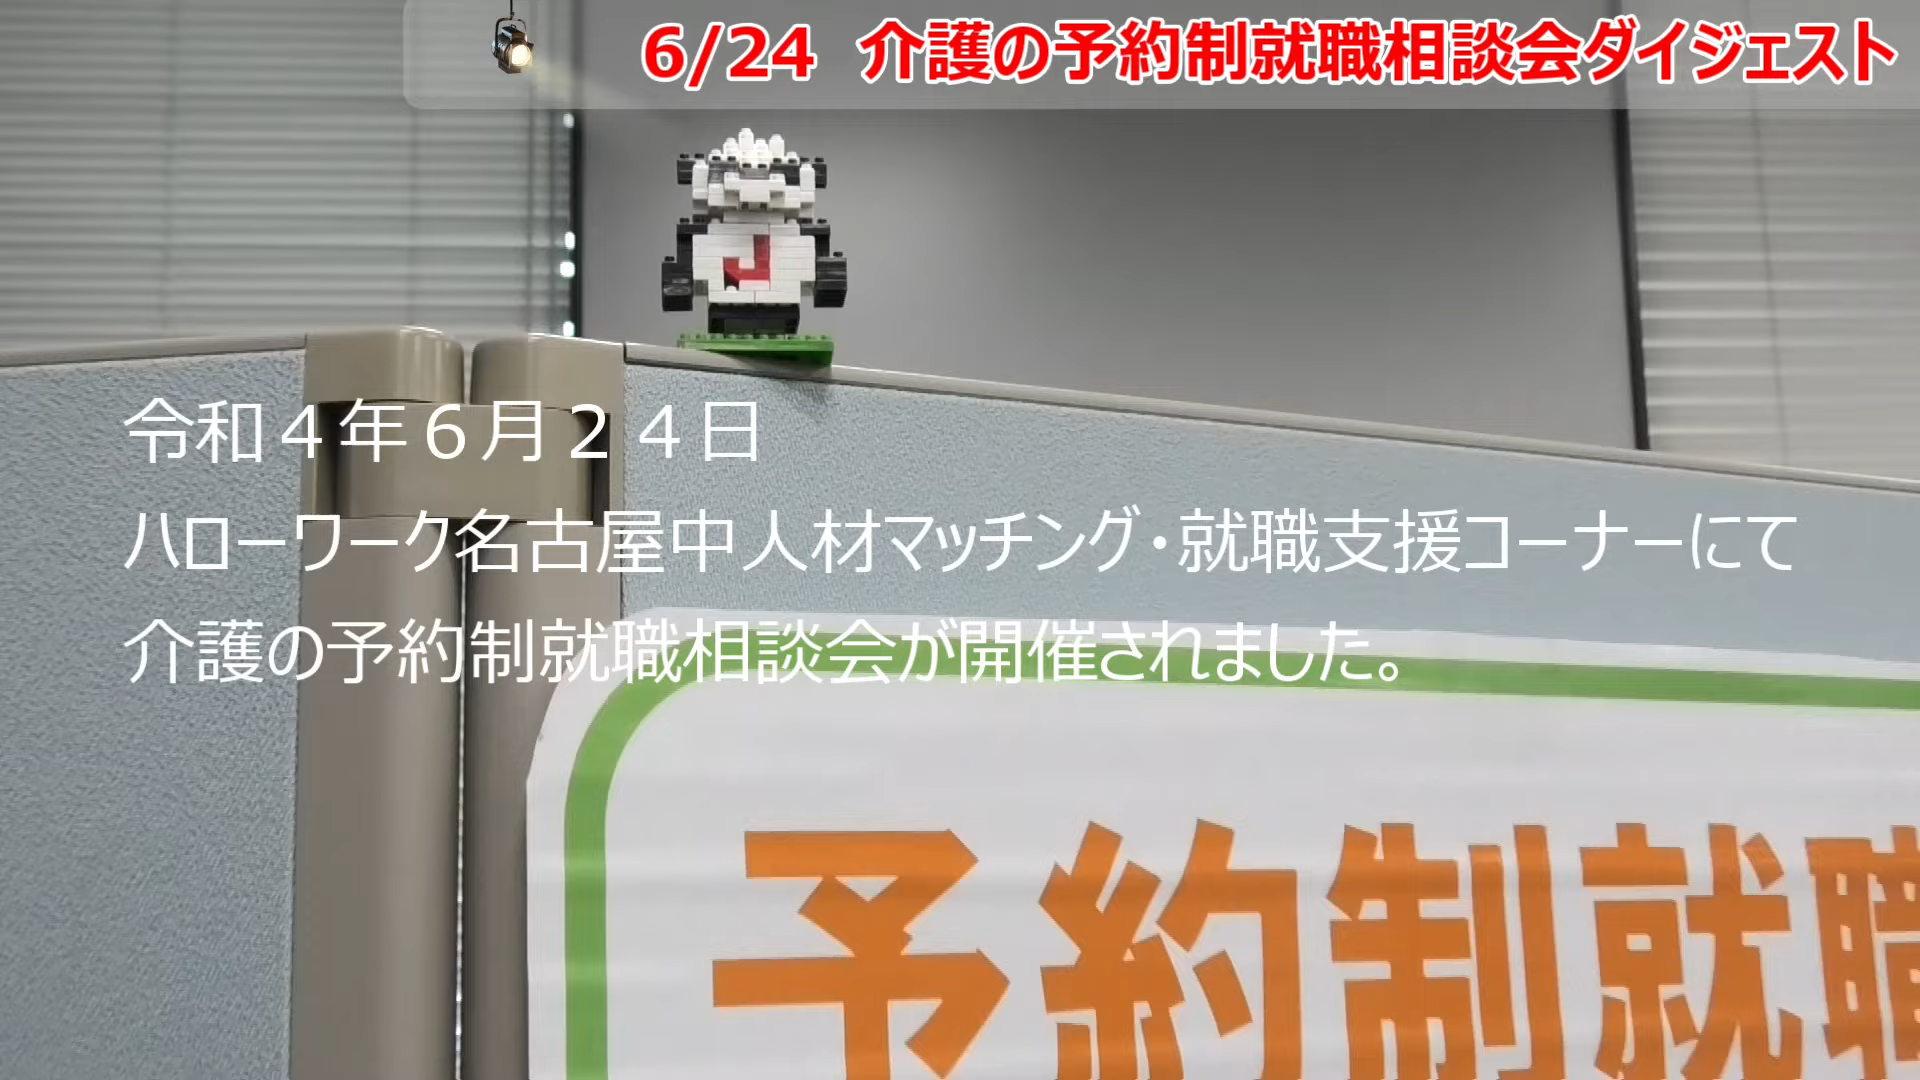 6/24 介護の予約制就職相談会ダイジェスト
J
令和４年６月２４日
ハローワーク名古屋中人材マッチング・就職支援コーナーにて
介護の予約制就職相談会が開催されました。
予約制就職